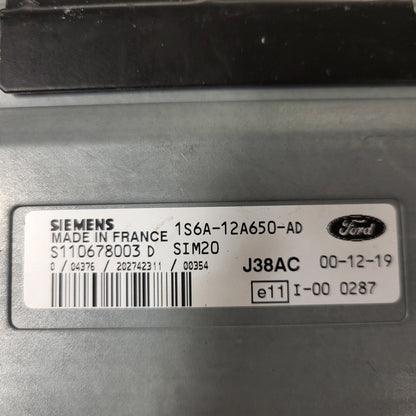 SIEMENS
MADE IN FRANCE 1S6A-12A650-AD
S110678003 D SIM20
0 / 04376 / 202742311 / 00354
Ford
J38AC 00-12-19
e11 I-00 0287